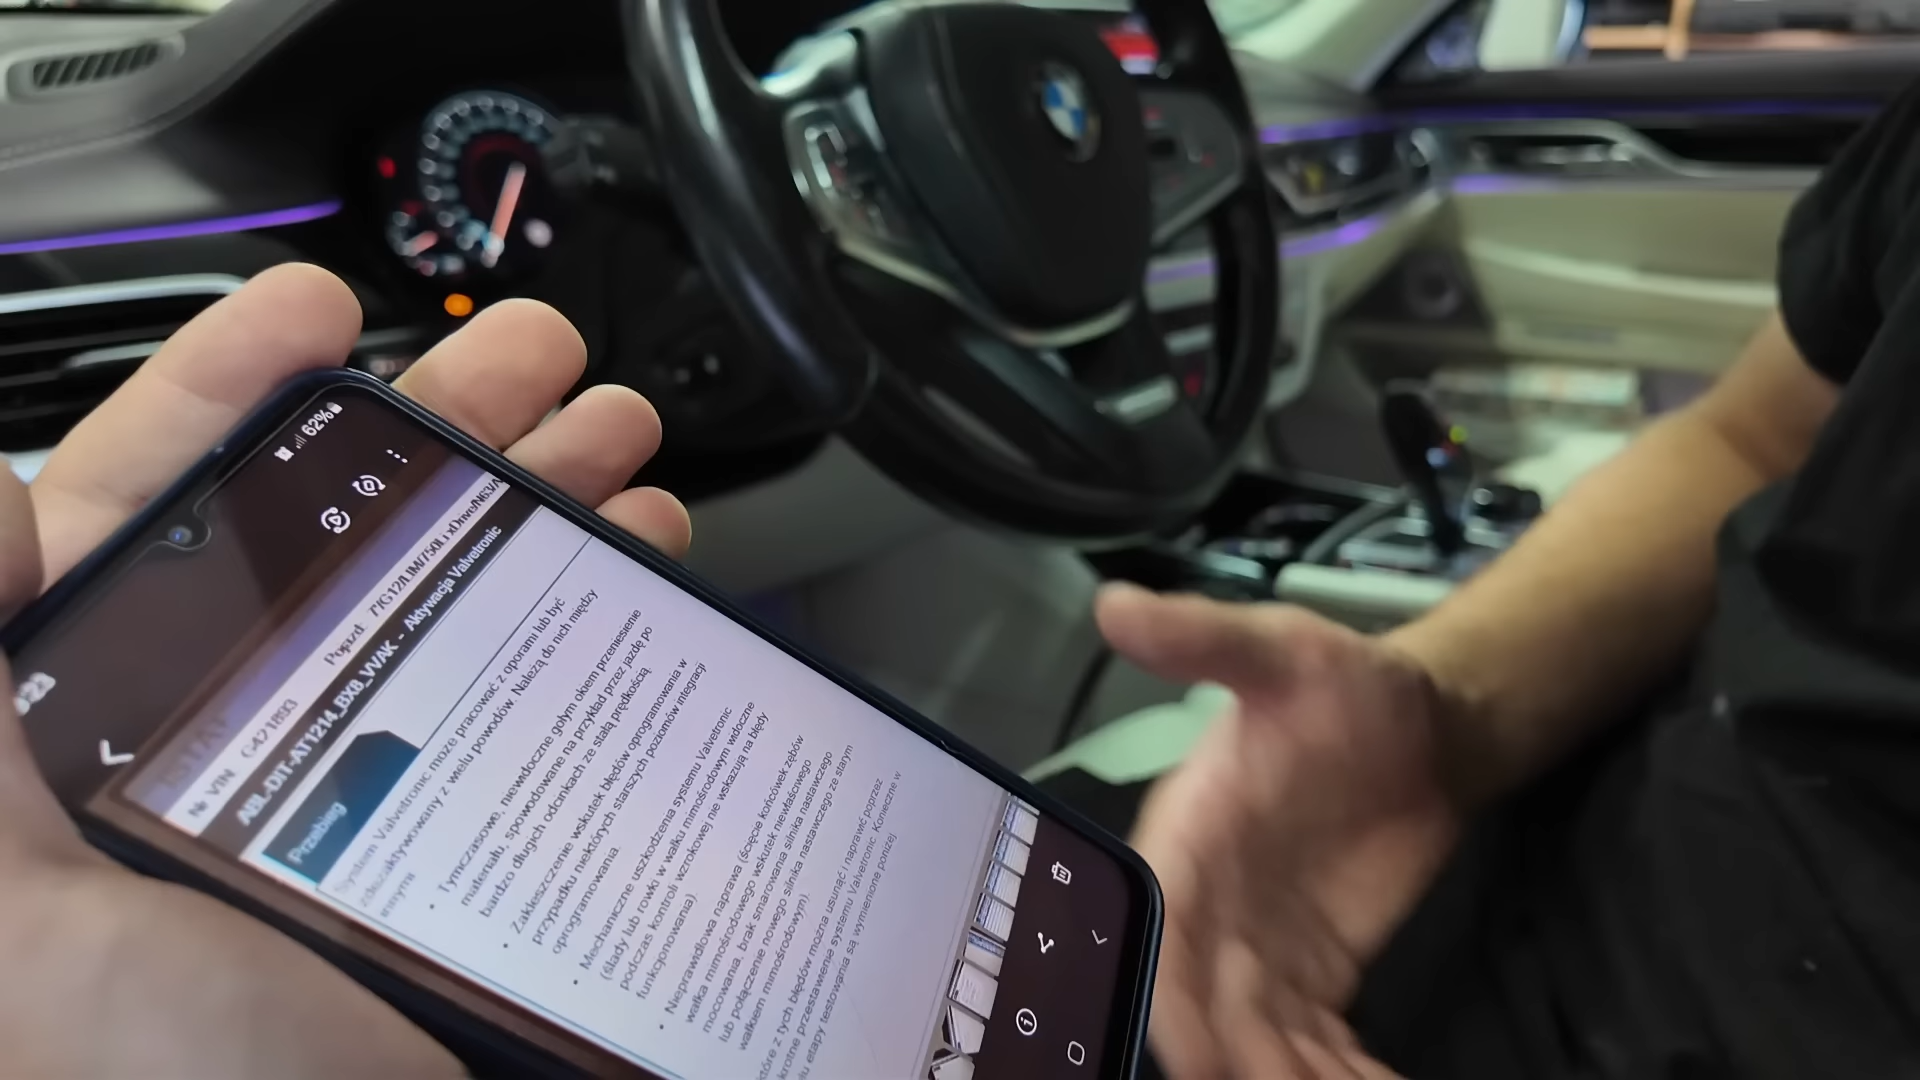 62%
Nr VIN G421893 Pojazd: 7'/G12/LIM/750Li xDrive/N63/
ABL-DIT-AT1214_BX8_VVAK - Aktywacja Valvetronic
Przebieg
System Valvetronic może pracować z oporami lub być
zdezaktywowany z wielu powodów. Należą do nich między
innymi
• Tymczasowe, niewidoczne gołym okiem przeniesienie
materiału, spowodowane na przykład przez jazdę po
bardzo długich odcinkach ze stałą prędkością.
• Zakleszczenie wskutek błędów oprogramowania w
przypadku niektórych starszych poziomów integracji
oprogramowania.
• Mechaniczne uszkodzenia systemu Valvetronic
(ślady lub rowki w wałku mimośrodowym widoczne
podczas kontroli wzrokowej nie wskazują na błędy
funkcjonowania).
• Nieprawidłowa naprawa (ścięcie końcówek zębów
wałka mimośrodowego wskutek niewłaściwego
mocowania, brak smarowania silnika nastawczego
lub połączenie nowego silnika nastawczego ze starym
wałkiem mimośrodowym).
które z tych błędów można usunąć i naprawić poprzez
krotne przestawienie systemu Valvetronic. Konieczne w
lu etapy testowania są wymienione poniżej